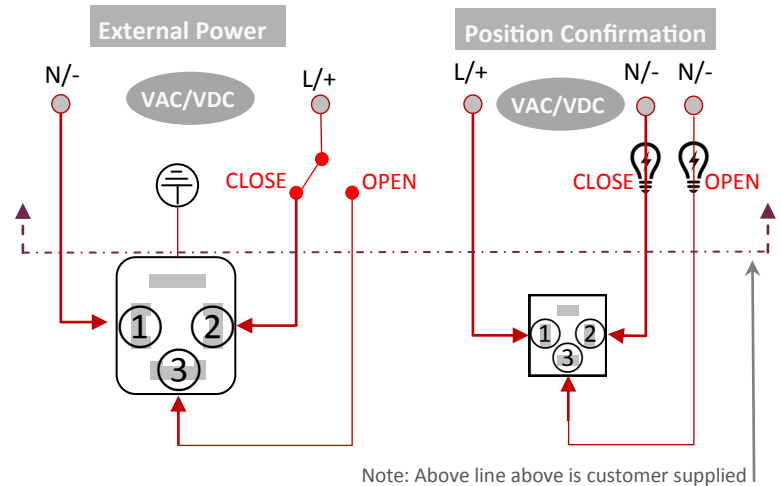 External Power
Position Confirmation
N/-
VAC/VDC
L/+
L/+
VAC/VDC
N/-
N/-
CLOSE
OPEN
CLOSE
OPEN
1
2
3
1
2
3
Note: Above line above is customer supplied